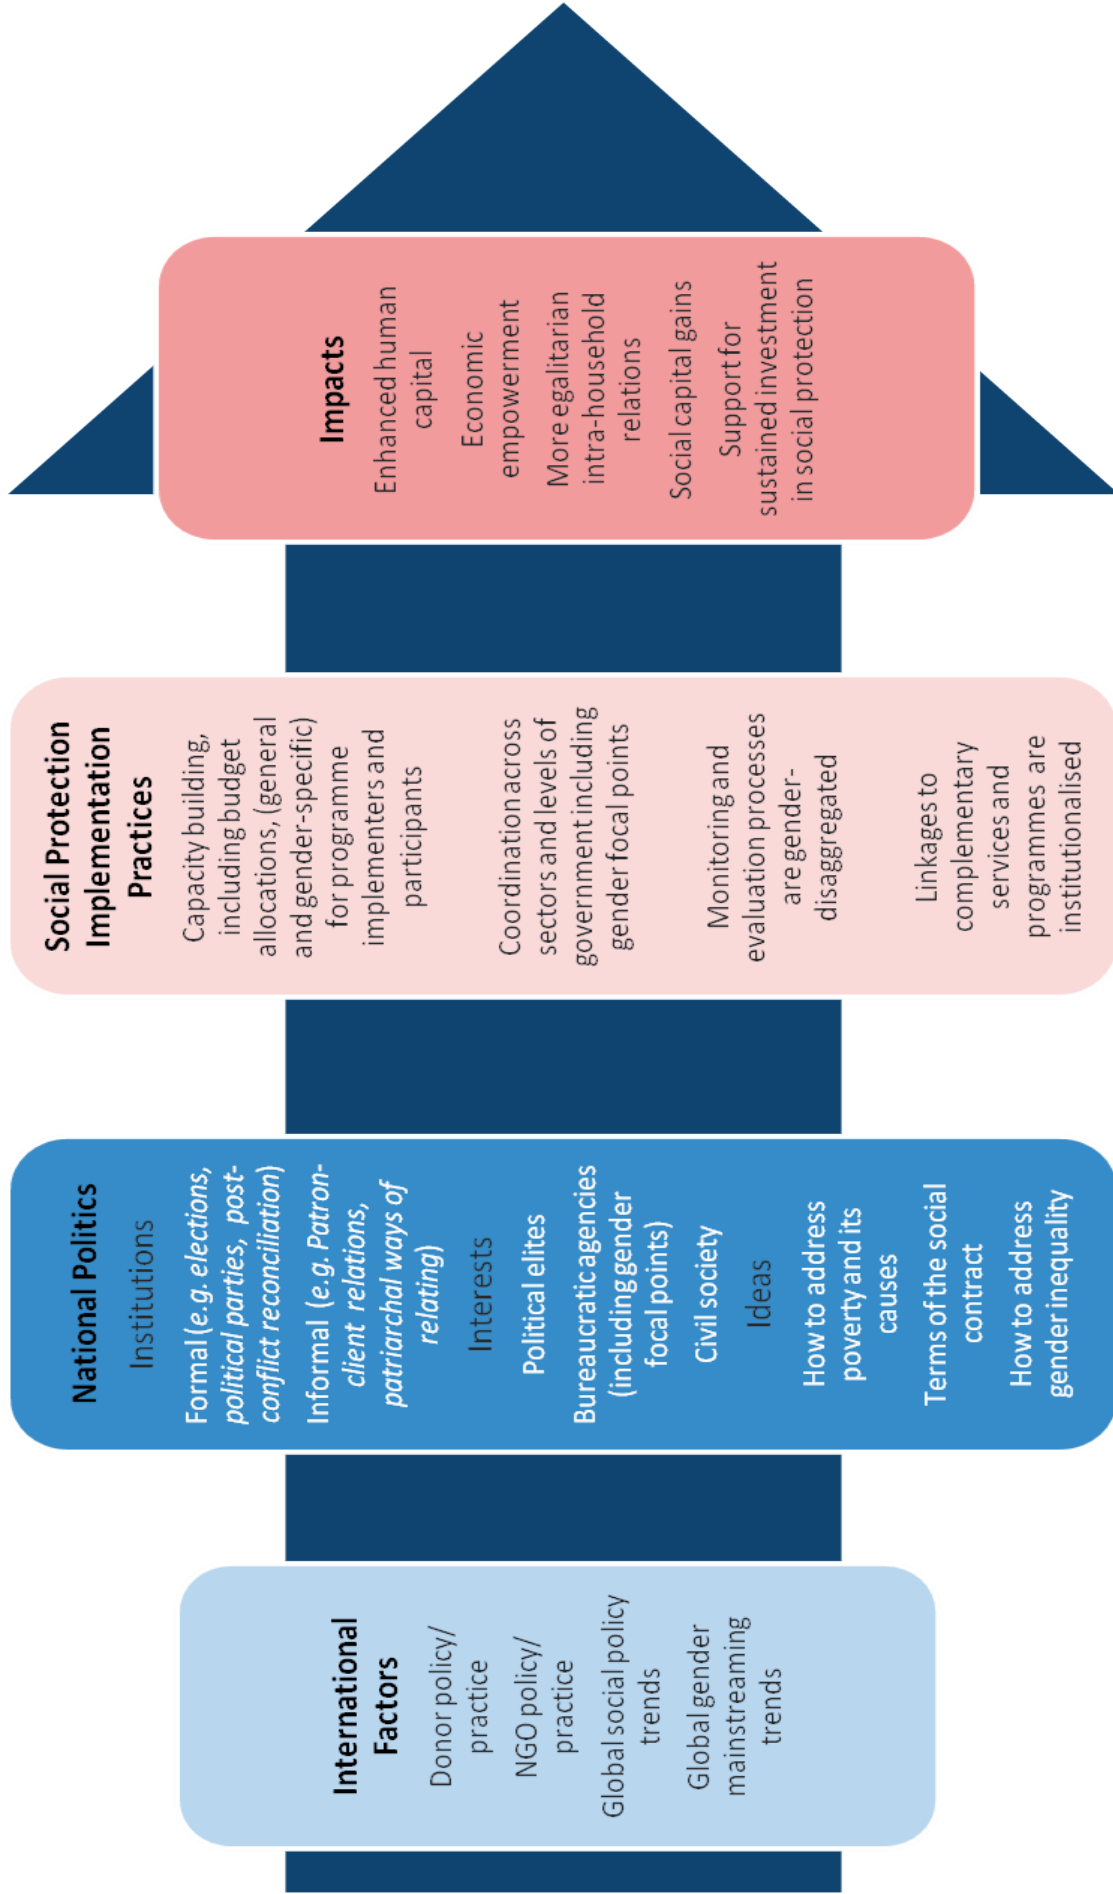 International
Factors
Donor policy/
practice
NGO policy/
practice
Global social policy
trends
Global gender
mainstreaming
trends
National Politics
Institutions
Formal (e.g. elections,
political parties, post-
conflict reconciliation)
Informal (e.g. Patron-
client relations,
patriarchal ways of
relating)
Interests
Political elites
Bureaucratic agencies
(including gender
focal points)
Civil society
Ideas
How to address
poverty and its
causes
Terms of the social
contract
How to address
gender inequality
Social Protection
Implementation
Practices
Capacity building,
including budget
allocations, (general
and gender-specific)
for programme
implementers and
participants
Coordination across
sectors and levels of
government including
gender focal points
Monitoring and
evaluation processes
are gender-
disaggregated
Linkages to
complementary
services and
programmes are
institutionalised
Impacts
Enhanced human
capital
Economic
empowerment
More egalitarian
intra-household
relations
Social capital gains
Support for
sustained investment
in social protection